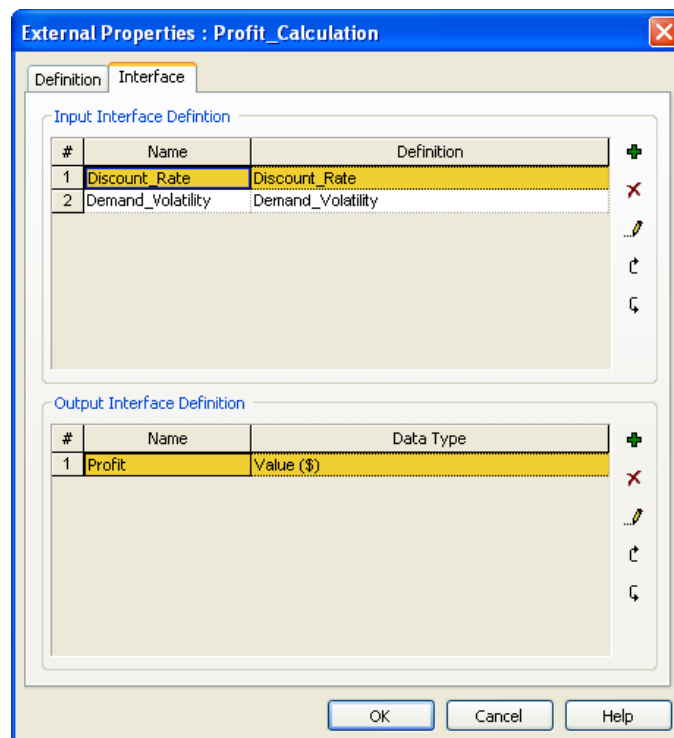 External Properties : Profit_Calculation
Definition Interface
Input Interface Defintion
# Name Definition
1 Discount_Rate Discount_Rate
2 Demand_Volatility Demand_Volatility
Output Interface Definition
# Name Data Type
1 Profit Value ($)
OK Cancel Help